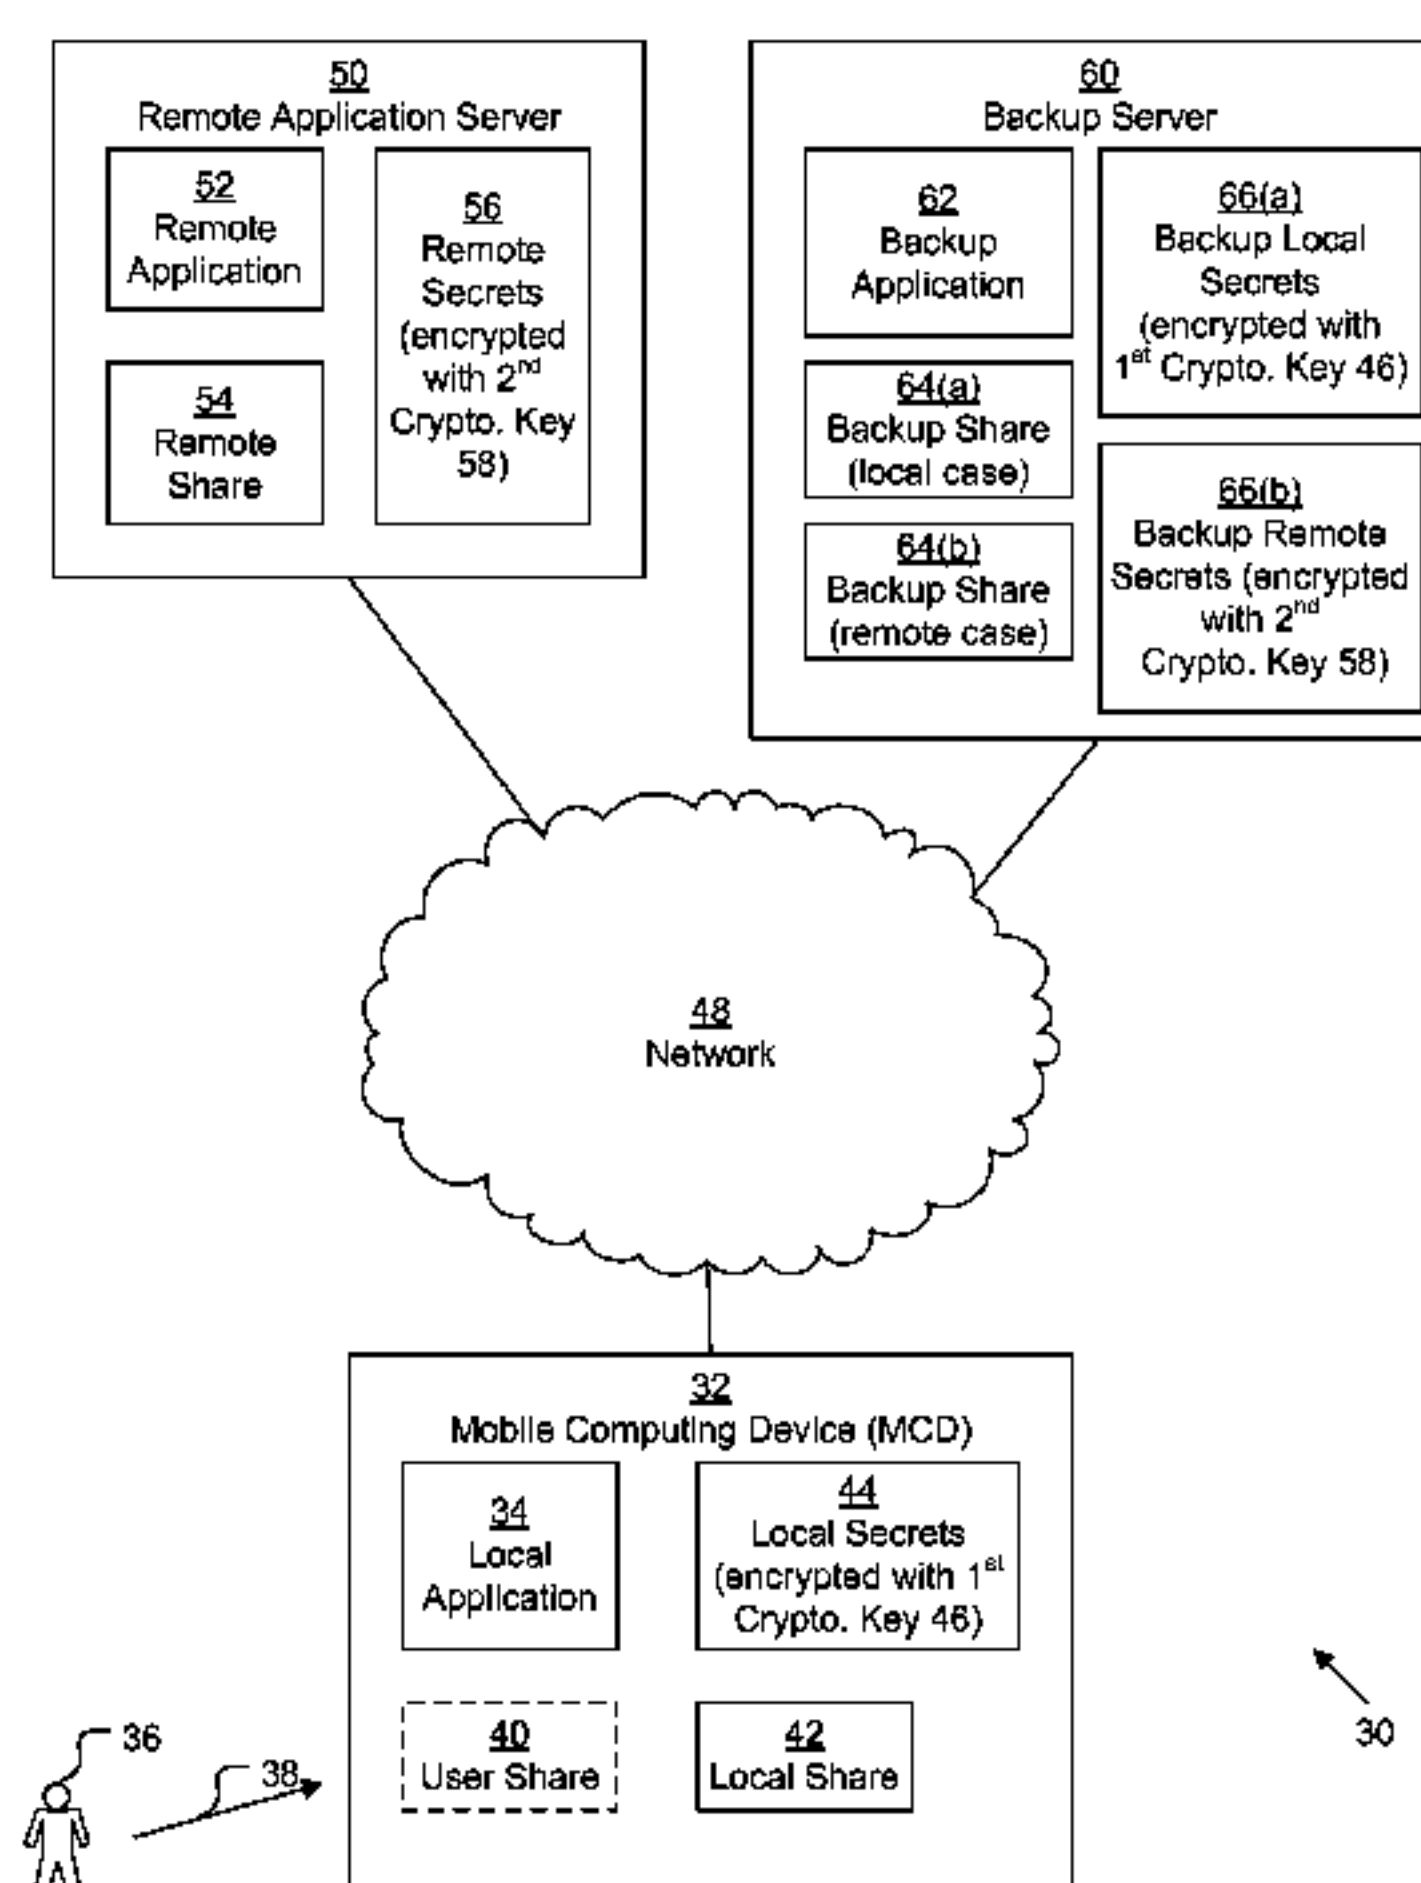 50
Remote Application Server
52
Remote
Application
54
Remote
Share
56
Remote
Secrets
(encrypted
with 2nd
Crypto. Key
58)
60
Backup Server
62
Backup
Application
64(a)
Backup Share
(local case)
64(b)
Backup Share
(remote case)
66(a)
Backup Local
Secrets
(encrypted with
1st Crypto. Key 46)
66(b)
Backup Remote
Secrets (encrypted
with 2nd
Crypto. Key 58)
48
Network
32
Mobile Computing Device (MCD)
34
Local
Application
44
Local Secrets
(encrypted with 1st
Crypto. Key 46)
40
User Share
42
Local Share
36
38
30